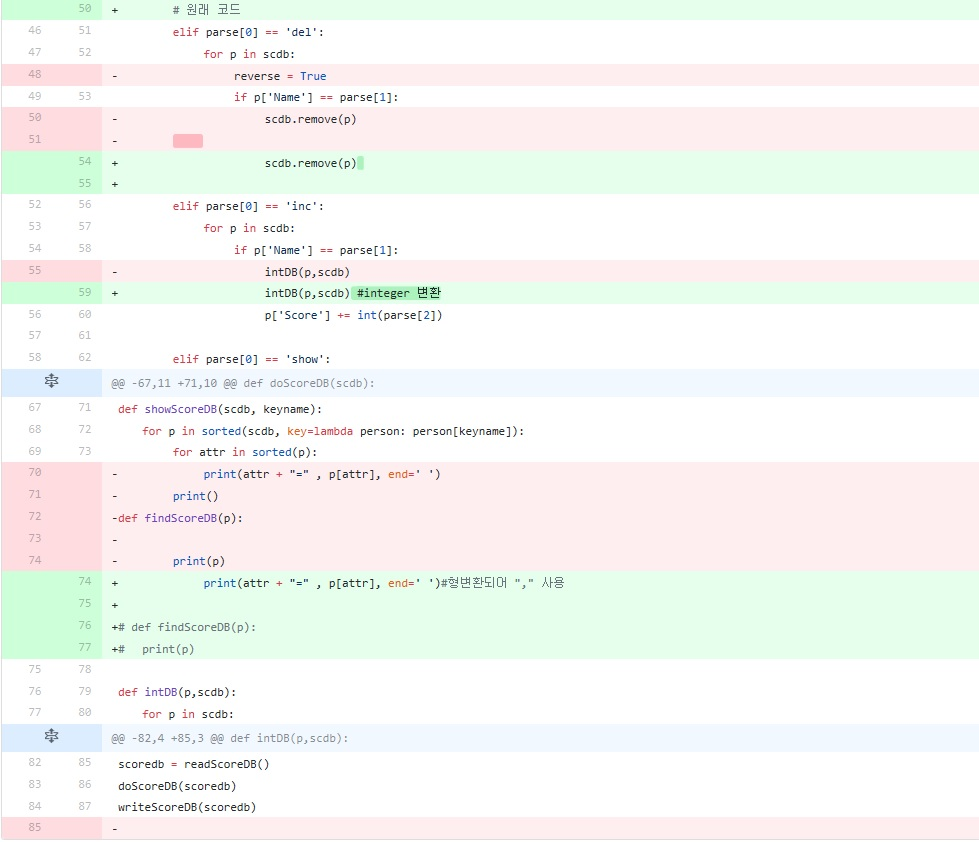 50 + # 원래 코드
46 51 elif parse[0] == 'del':
47 52 for p in scdb:
48 - reverse = True
49 53 if p['Name'] == parse[1]:
50 - scdb.remove(p)
51 -
54 + scdb.remove(p)
55 +
52 56 elif parse[0] == 'inc':
53 57 for p in scdb:
54 58 if p['Name'] == parse[1]:
55 - intDB(p,scdb)
59 + intDB(p,scdb) #integer 변환
56 60 p['Score'] += int(parse[2])
57 61
58 62 elif parse[0] == 'show':
@@ -67,11 +71,10 @@ def doScoreDB(scdb):
67 71 def showScoreDB(scdb, keyname):
68 72 for p in sorted(scdb, key=lambda person: person[keyname]):
69 73 for attr in sorted(p):
70 - print(attr + "=" , p[attr], end=' ')
71 - print()
72 -def findScoreDB(p):
73 -
74 - print(p)
74 + print(attr + "=" , p[attr], end=' ')#형변환되어 "," 사용
75 +
76 +# def findScoreDB(p):
77 +# print(p)
75 78
76 79 def intDB(p,scdb):
77 80 for p in scdb:
@@ -82,4 +85,3 @@ def intDB(p,scdb):
82 85 scoredb = readScoreDB()
83 86 doScoreDB(scoredb)
84 87 writeScoreDB(scoredb)
85 -